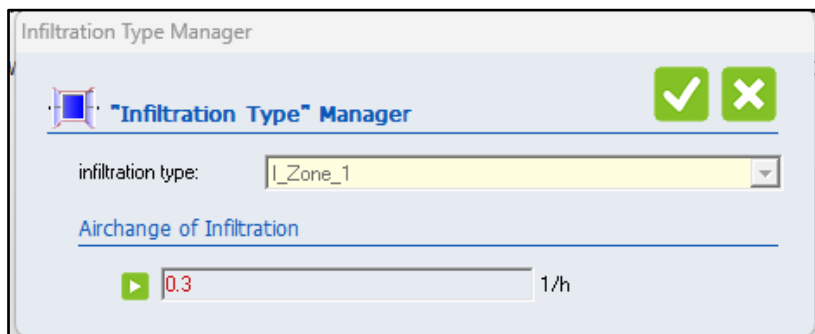 Infiltration Type Manager
"Infiltration Type" Manager
infiltration type: I_Zone_1
Airchange of Infiltration
0.3 1/h